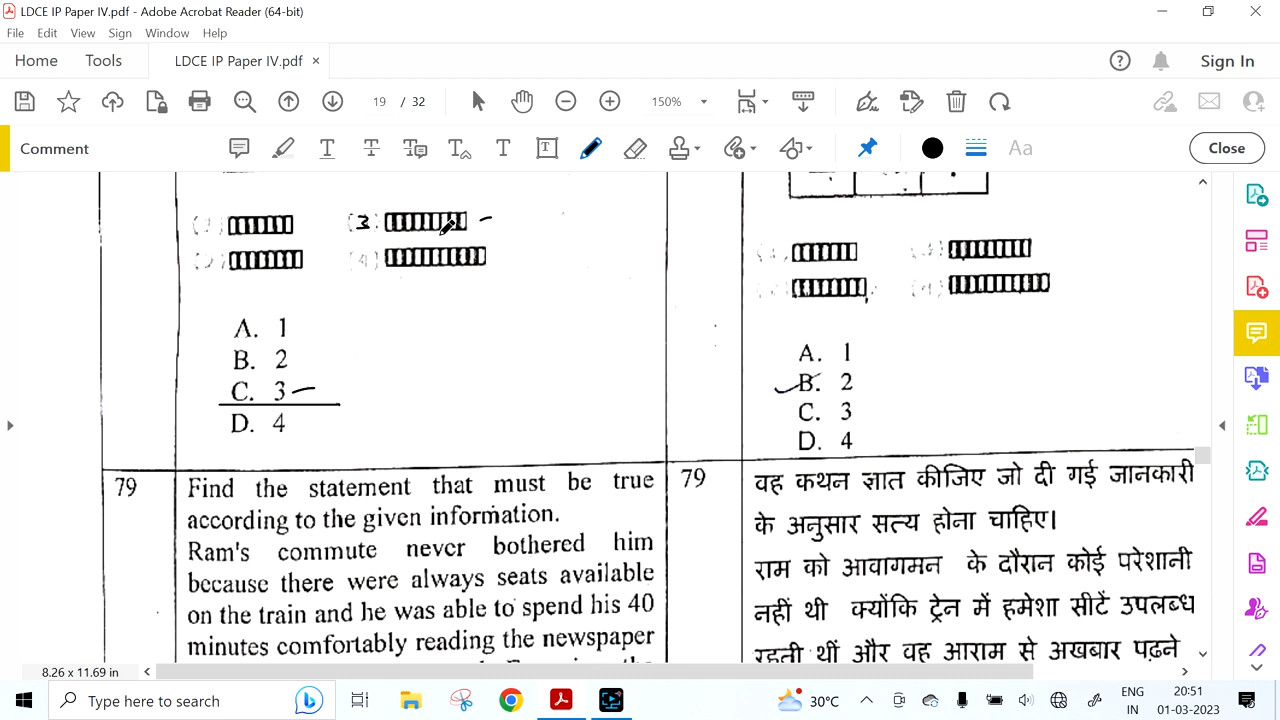 LDCE IP Paper IV.pdf - Adobe Acrobat Reader (64-bit)
File Edit View Sign Window Help
Home Tools LDCE IP Paper IV.pdf × Sign In
19 / 32 150%
Comment Close
(3)
(4)
A. 1
B. 2
C. 3
D. 4
A. 1
B. 2
C. 3
D. 4
79
Find the statement that must be true
according to the given information.
Ram's commute never bothered him
because there were always seats available
on the train and he was able to spend his 40
minutes comfortably reading the newspaper
79
वह कथन ज्ञात कीजिए जो दी गई जानकारी
के अनुसार सत्य होना चाहिए।
राम को आवागमन के दौरान कोई परेशानी
नहीं थी क्योंकि ट्रेन में हमेशा सीटें उपलब्ध
रहती थीं और वह आराम से अखबार पढ़ने
8.26 x 11.69 in
Type here to search 30°C ENG IN 20:51 01-03-2023